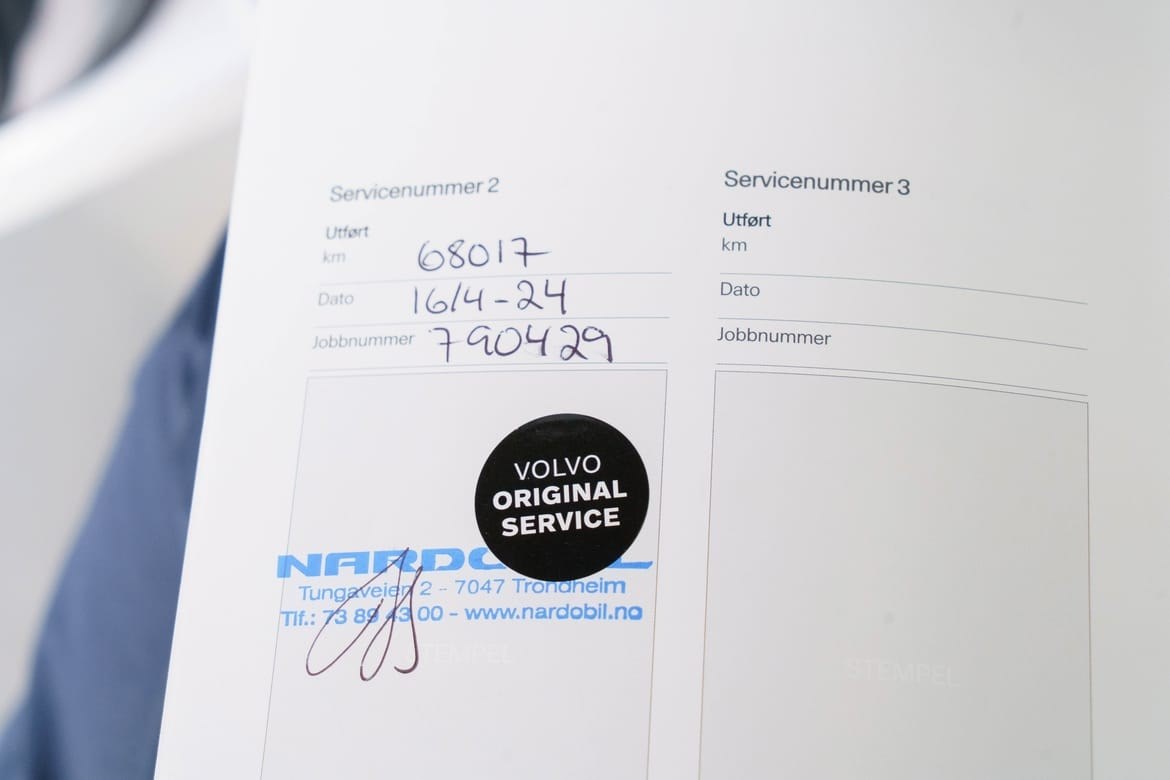 Servicenummer 2
Utført
km 68017
Dato 16/4-24
Jobbnummer 790429
VOLVO
ORIGINAL
SERVICE
Tungaveien 2 - 7047 Trondheim
Tlf.: 73 89 43 00 - www.nardobil.no
STEMPEL
Servicenummer 3
Utført
km
Dato
Jobbnummer
STEMPEL